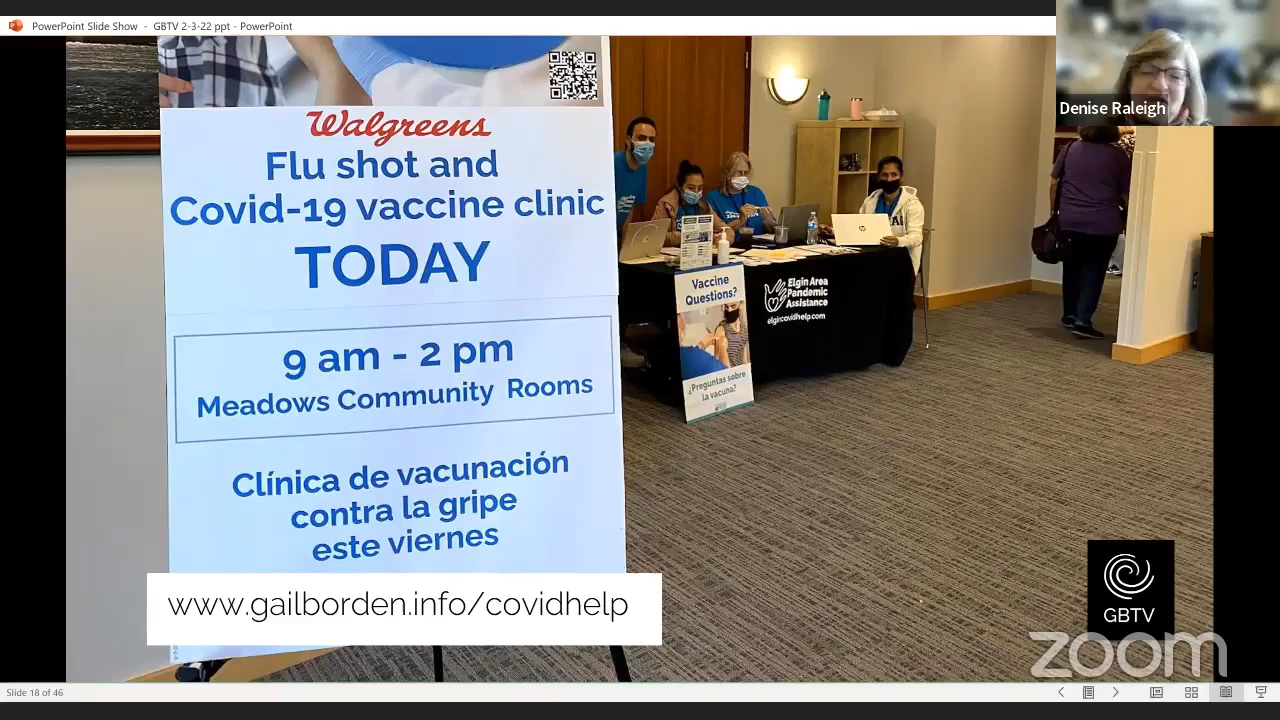 PowerPoint Slide Show - GBTV 2-3-22 ppt - PowerPoint
Denise Raleigh
Walgreens
Flu shot and
Covid-19 vaccine clinic
TODAY
9 am - 2 pm
Meadows Community Rooms
Clínica de vacunación
contra la gripe
este viernes
www.gailborden.info/covidhelp
Vaccine
Questions?
¿Preguntas sobre
la vacuna?
Elgin Area
Pandemic
Assistance
elgincovidhelp.com
hp
GBTV
zoom
Slide 18 of 46